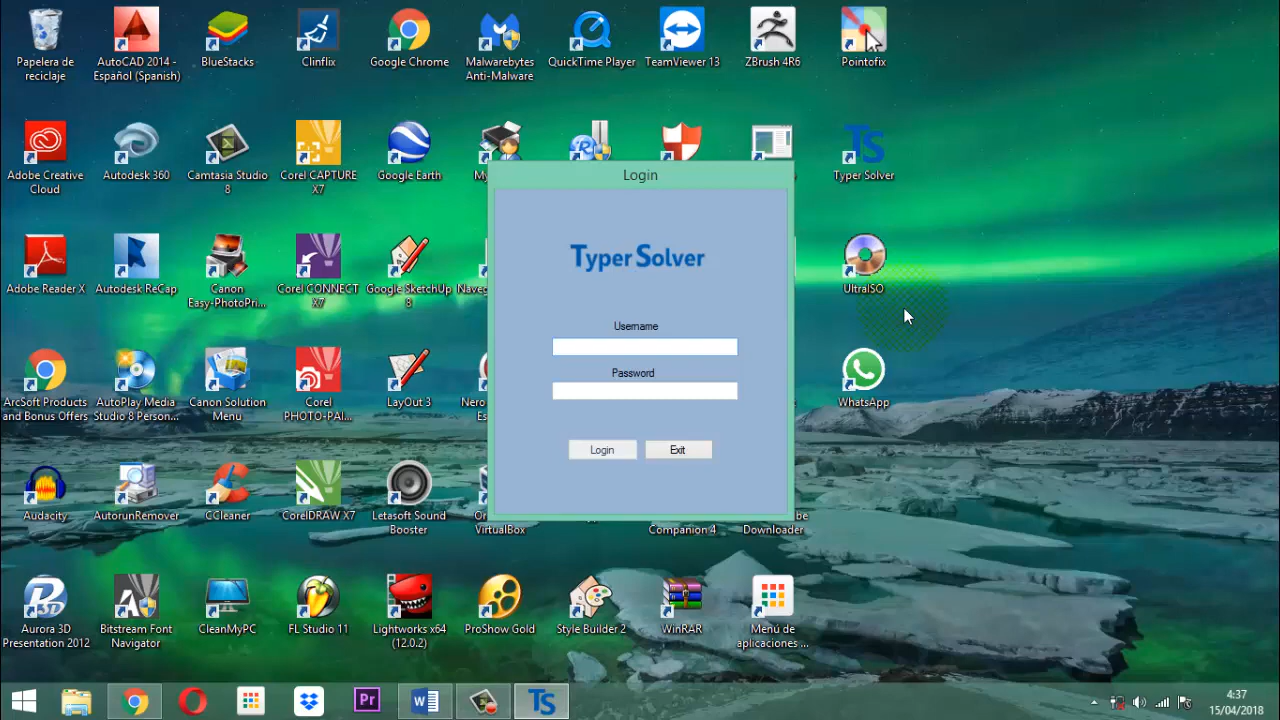 Papelera de
reciclaje
AutoCAD 2014 -
Español (Spanish)
BlueStacks
Clinflix
Google Chrome
Malwarebytes
Anti-Malware
QuickTime Player
TeamViewer 13
ZBrush 4R6
Pointofix
Adobe Creative
Cloud
Autodesk 360
Camtasia Studio
8
Corel CAPTURE
X7
Google Earth
My
TS
Typer Solver
Login
Typer Solver
Username
Password
Login
Exit
Adobe Reader X
Autodesk ReCap
Canon
Easy-PhotoPri...
Corel CONNECT
X7
Google SketchUp
8
UltraISO
ArcSoft Products
and Bonus Offers
AutoPlay Media
Studio 8 Person...
Canon Solution
Menu
Corel
PHOTO-PAI...
LayOut 3
Nero
WhatsApp
Audacity
AutorunRemover
CCleaner
CorelDRAW X7
Letasoft Sound
Booster
VirtualBox
Companion 4
Downloader
Aurora 3D
Presentation 2012
Bitstream Font
Navigator
CleanMyPC
FL Studio 11
Lightworks x64
(12.0.2)
ProShow Gold
Style Builder 2
WinRAR
Menú de
aplicaciones ...
Pr
W
TS
4:37
15/04/2018